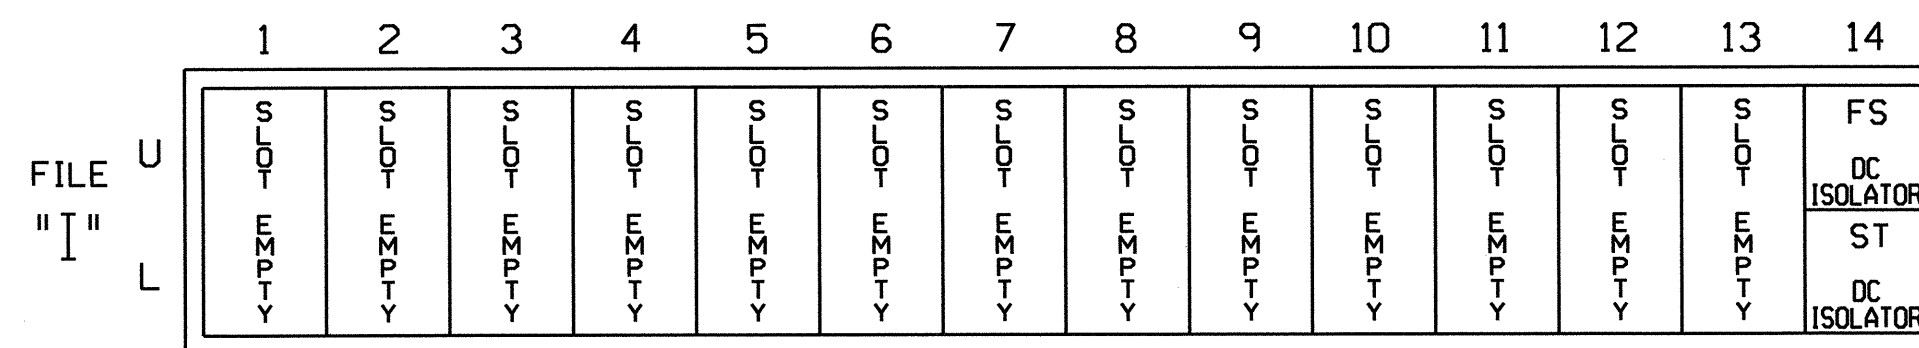 1 2 3 4 5 6 7 8 9 10 11 12 13 14
FILE
"I"
U
L
SLOT EMPTY
SLOT EMPTY
SLOT EMPTY
SLOT EMPTY
SLOT EMPTY
SLOT EMPTY
SLOT EMPTY
SLOT EMPTY
SLOT EMPTY
SLOT EMPTY
SLOT EMPTY
SLOT EMPTY
SLOT EMPTY
FS
DC
ISOLATOR
ST
DC
ISOLATOR